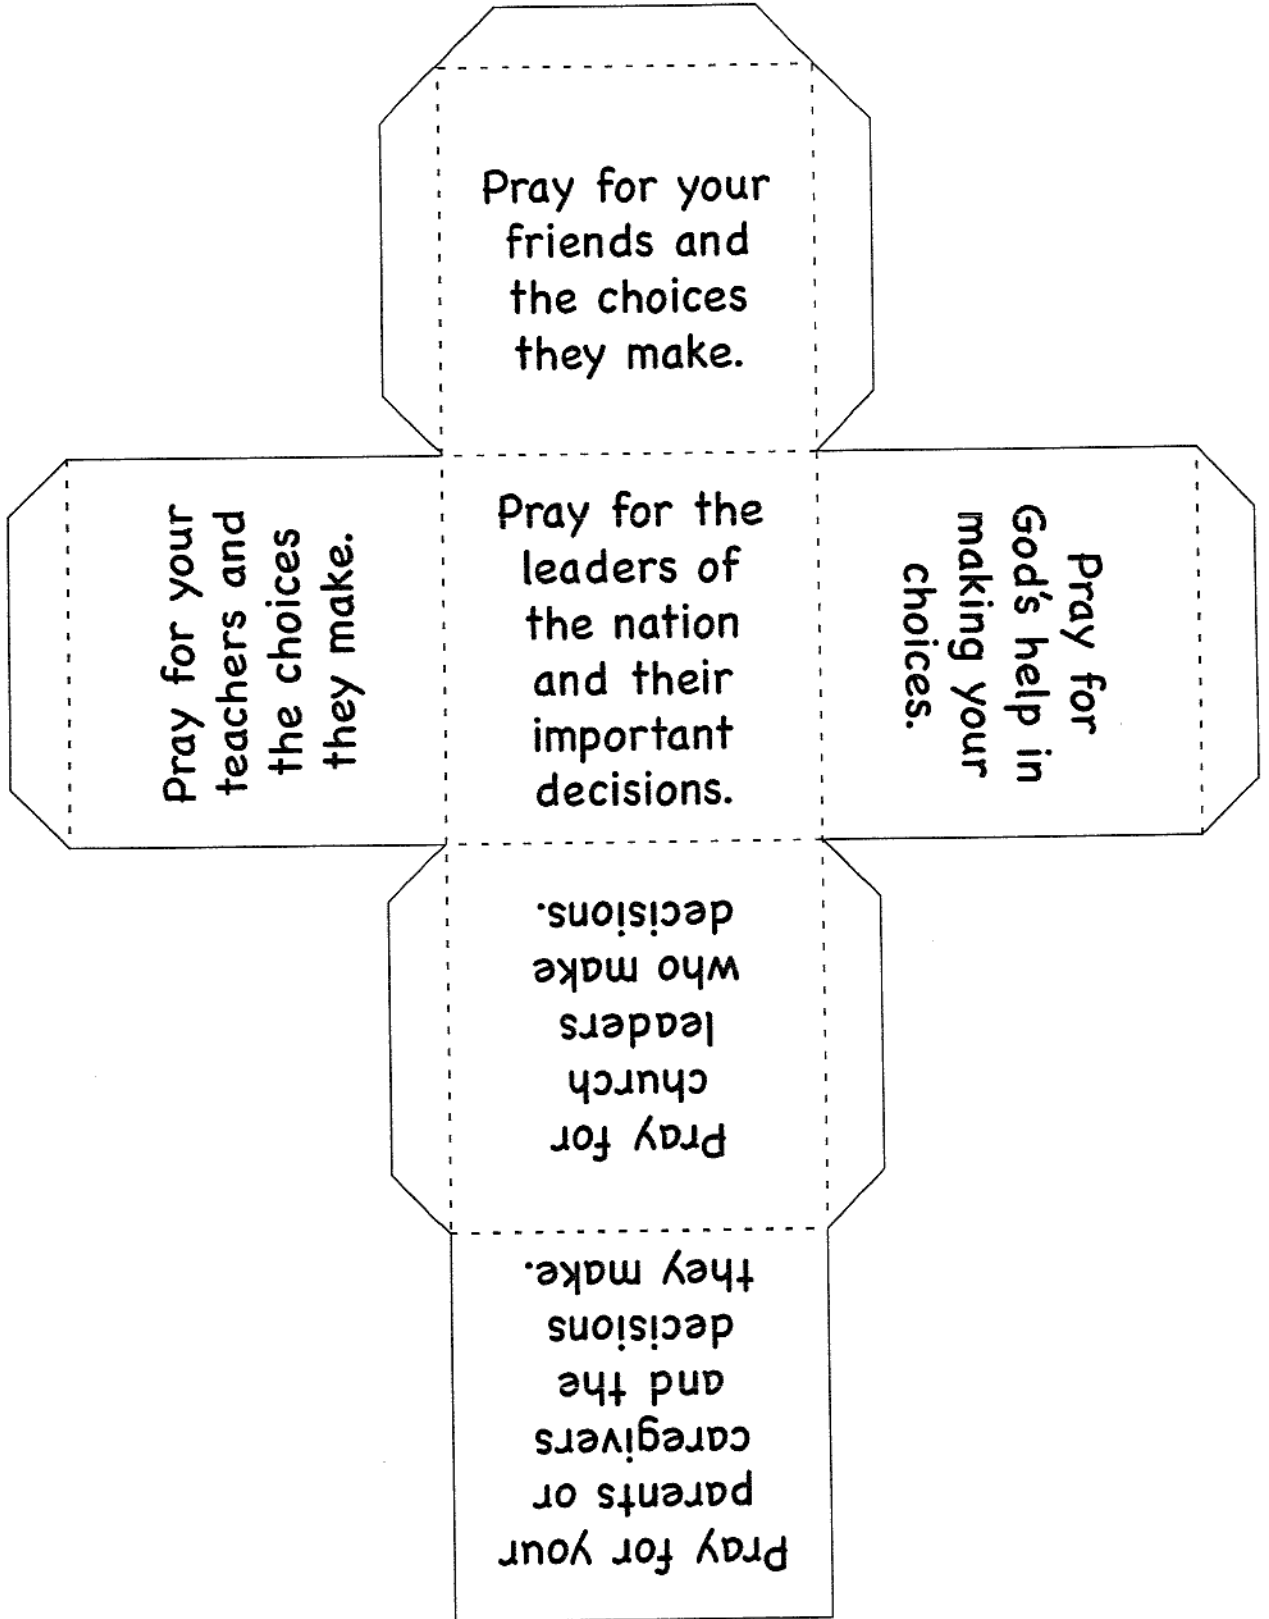 Pray for your
friends and
the choices
they make.
Pray for your
teachers and
the choices
they make.
Pray for the
leaders of
the nation
and their
important
decisions.
Pray for
God's help in
making your
choices.
Pray for
church
leaders
who make
decisions.
Pray for your
parents or
caregivers
and the
decisions
they make.